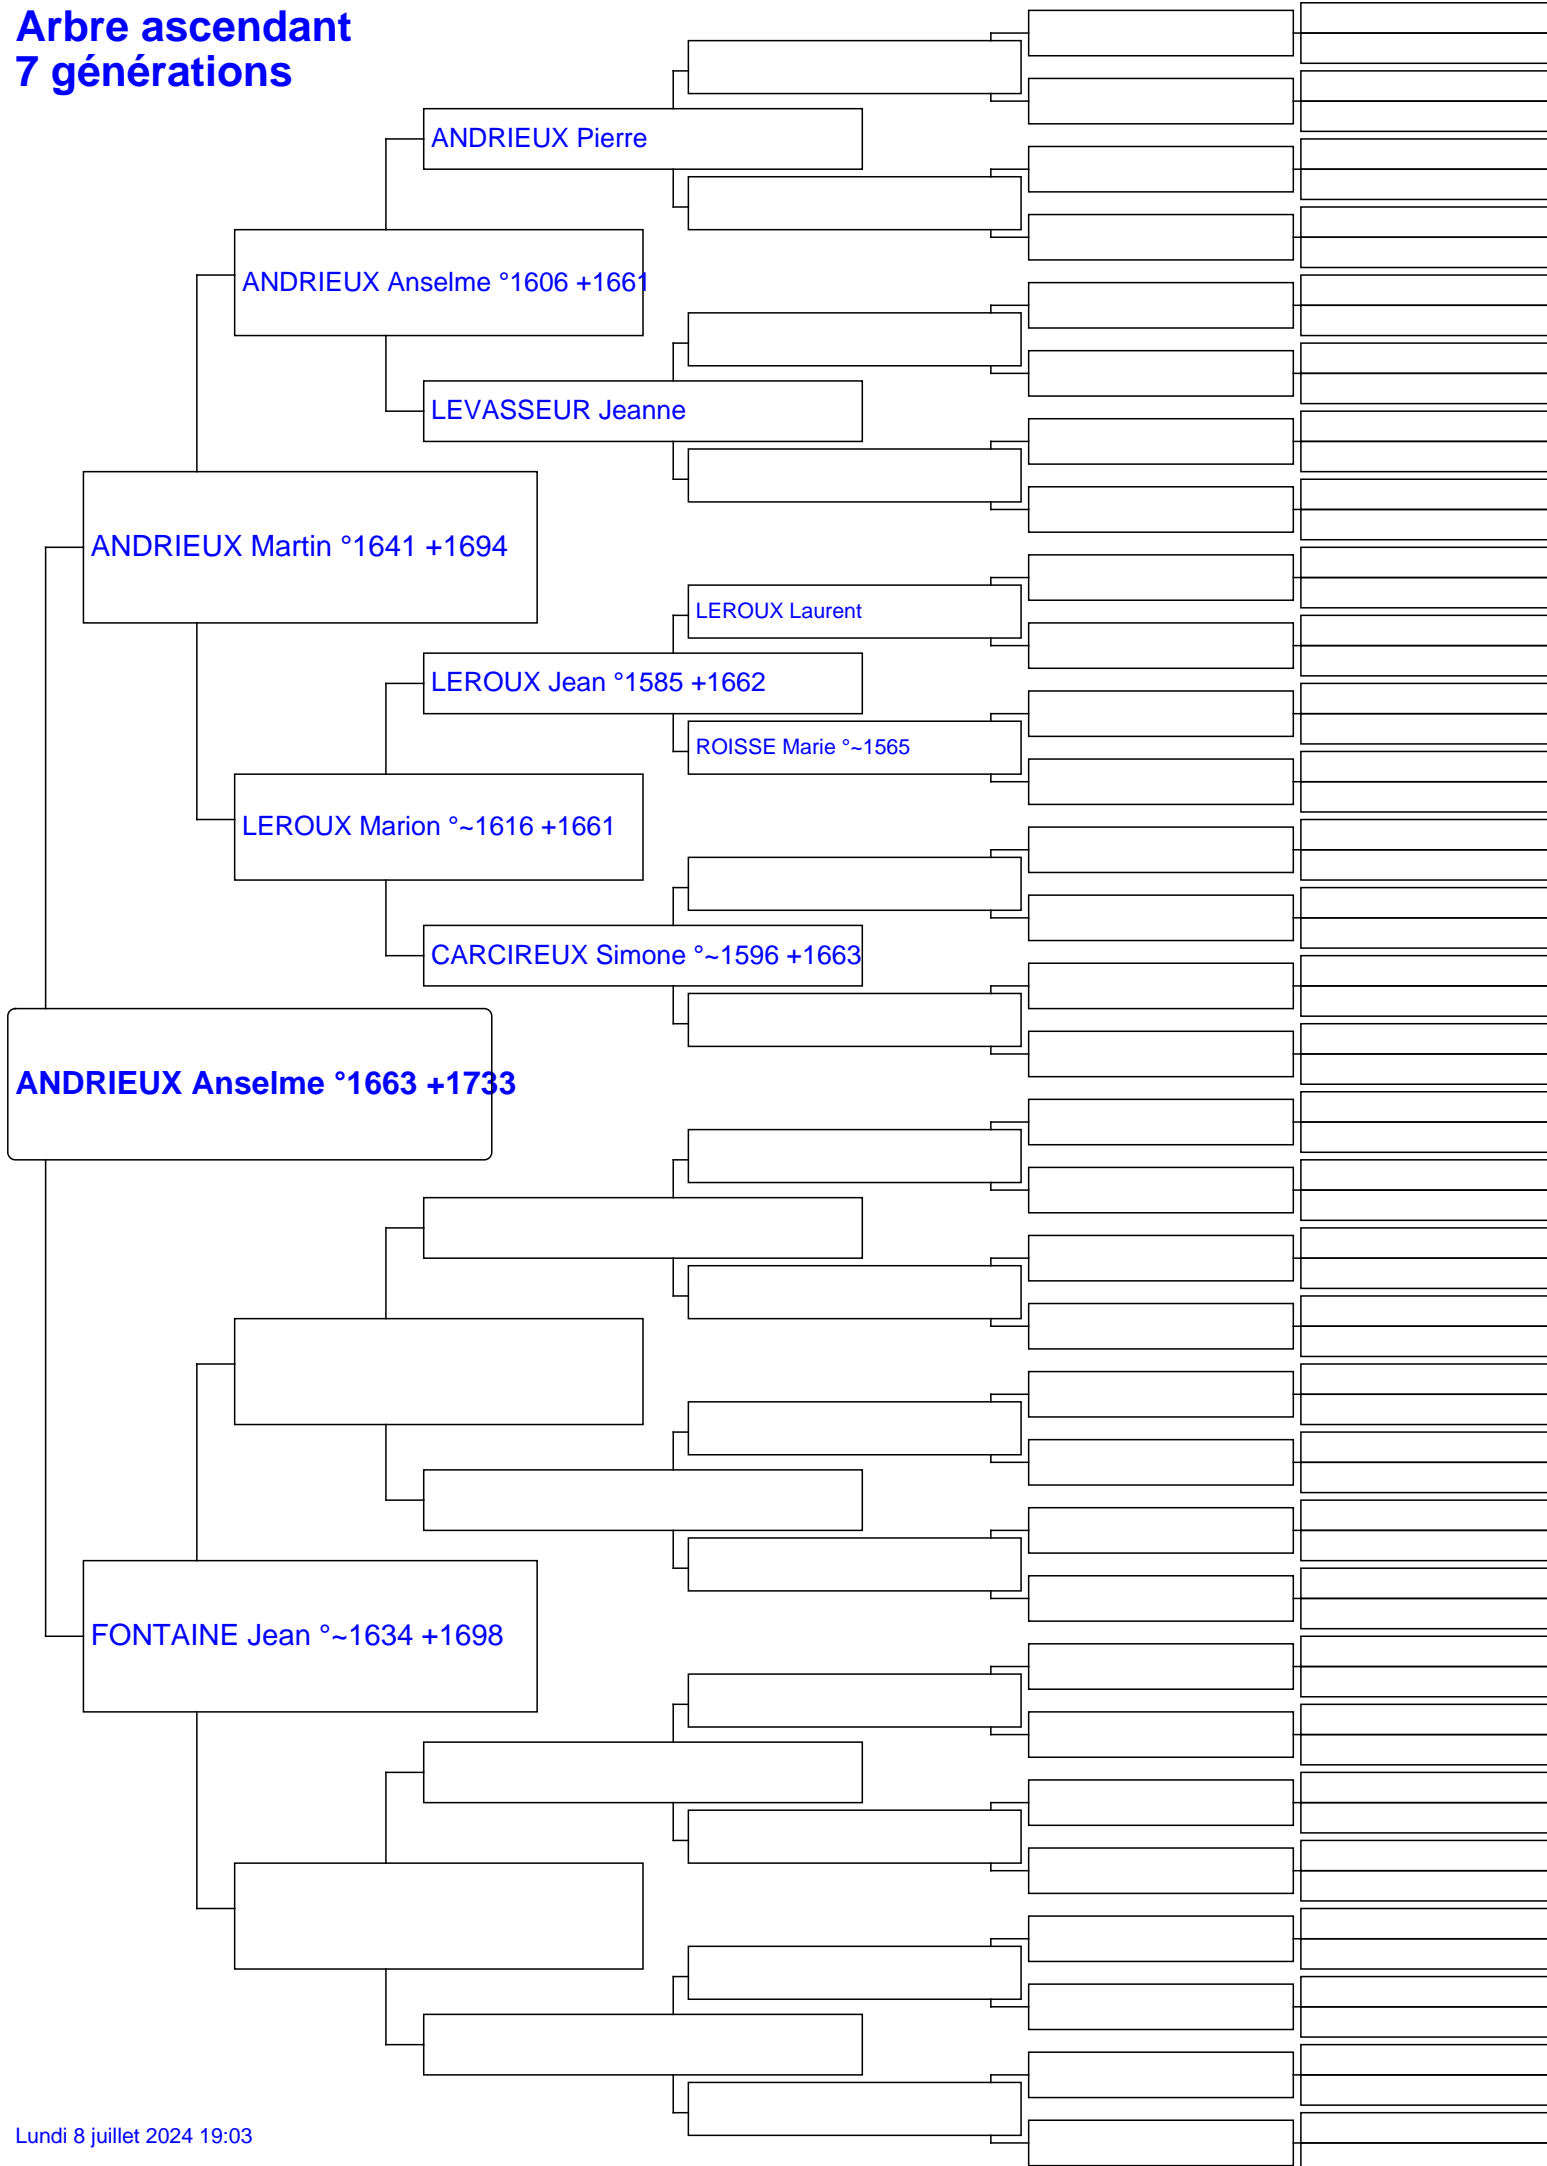 Arbre ascendant
7 générations
ANDRIEUX Pierre
ANDRIEUX Anselme °1606 +1661
LEVASSEUR Jeanne
ANDRIEUX Martin °1641 +1694
LEROUX Laurent
LEROUX Jean °1585 +1662
ROISSE Marie °~1565
LEROUX Marion °~1616 +1661
CARCIREUX Simone °~1596 +1663
ANDRIEUX Anselme °1663 +1733
FONTAINE Jean °~1634 +1698
Lundi 8 juillet 2024 19:03